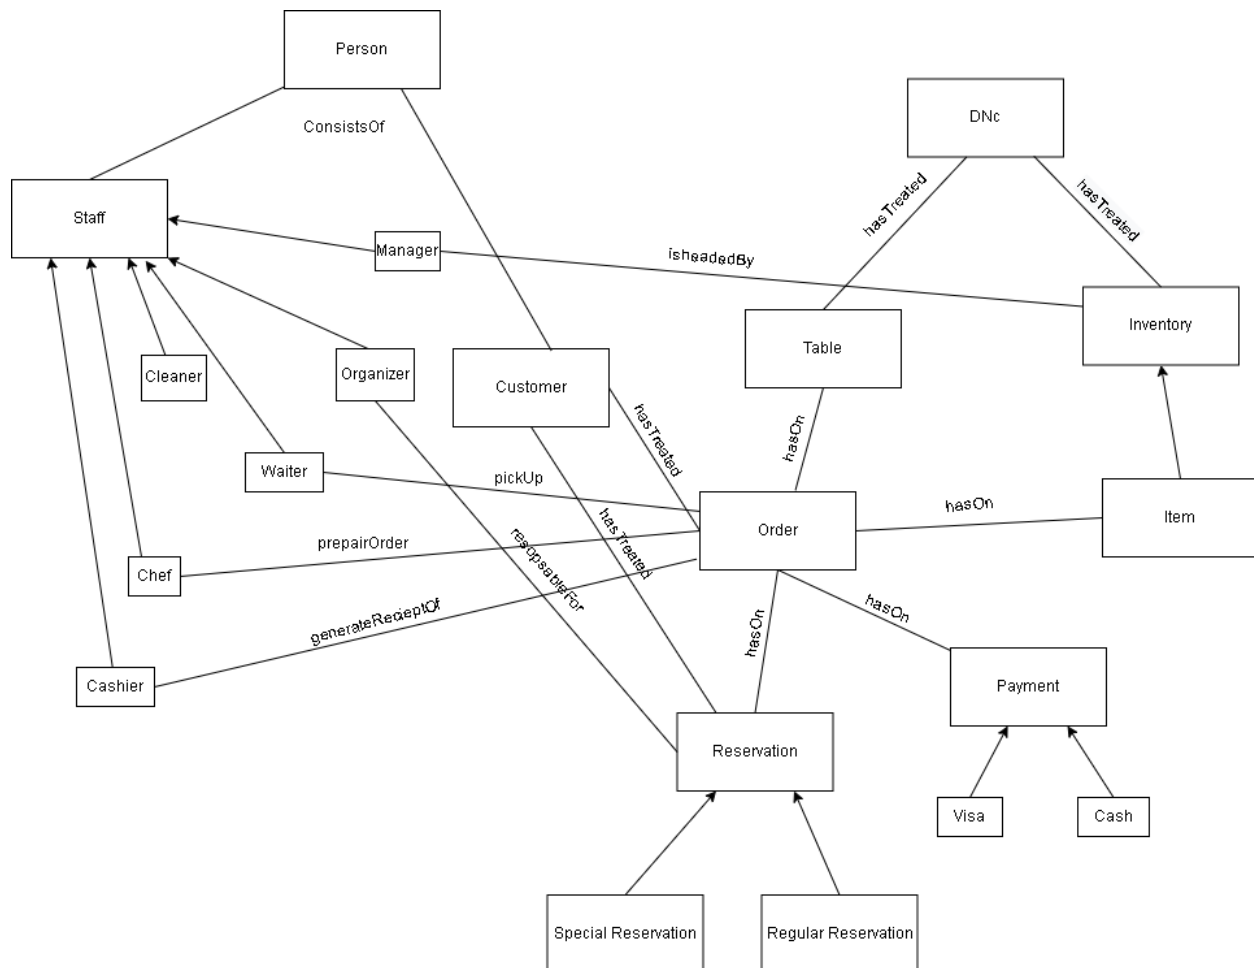 Person
DNc
ConsistsOf
hasTreated
hasTreated
Staff
Manager
isheadedBy
Inventory
Table
Cleaner
Organizer
Customer
hasTreated
hasOn
Waiter
pickUp
hasOn
Item
Order
prepairOrder
hasTreated
resopsableFor
Chef
generateRecieptOf
hasOn
hasOn
Cashier
Payment
Reservation
Visa
Cash
Special Reservation
Regular Reservation